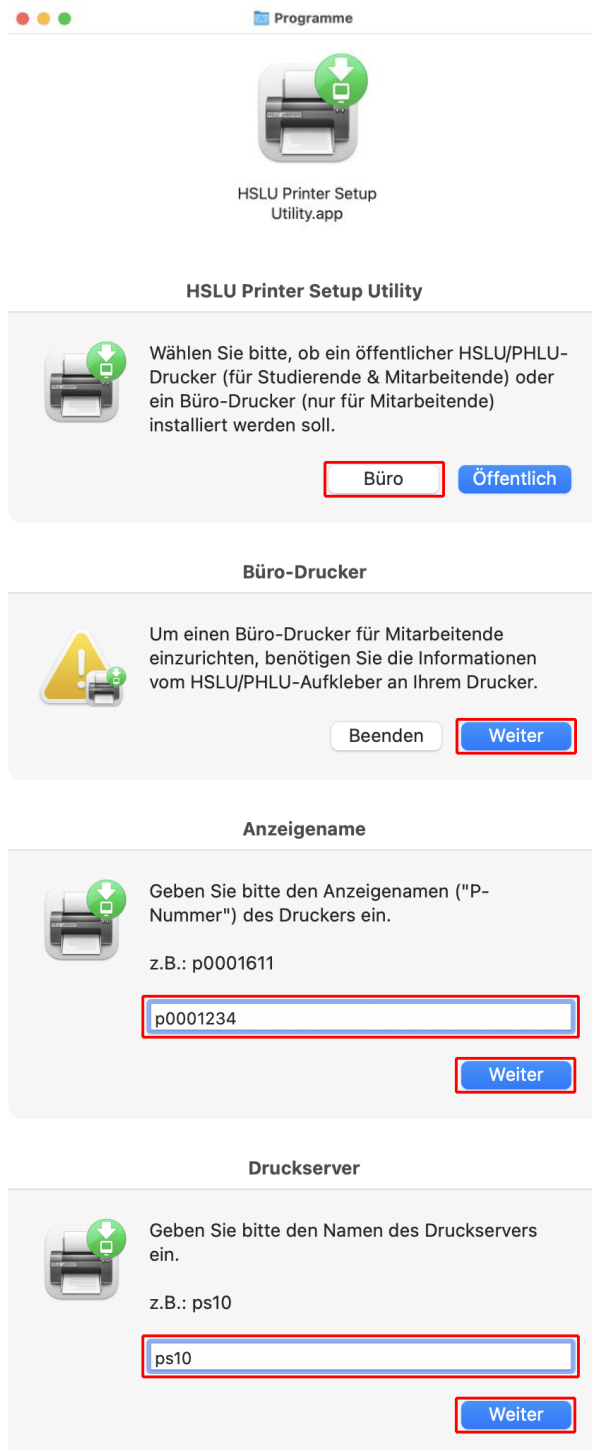 Programme
HSLU Printer Setup
Utility.app
HSLU Printer Setup Utility
Wählen Sie bitte, ob ein öffentlicher HSLU/PHLU-
Drucker (für Studierende & Mitarbeitende) oder
ein Büro-Drucker (nur für Mitarbeitende)
installiert werden soll.
Büro Öffentlich
Büro-Drucker
Um einen Büro-Drucker für Mitarbeitende
einzurichten, benötigen Sie die Informationen
vom HSLU/PHLU-Aufkleber an Ihrem Drucker.
Beenden Weiter
Anzeigename
Geben Sie bitte den Anzeigenamen ("P-
Nummer") des Druckers ein.
z.B.: p0001611
p0001234
Weiter
Druckserver
Geben Sie bitte den Namen des Druckservers
ein.
z.B.: ps10
ps10
Weiter